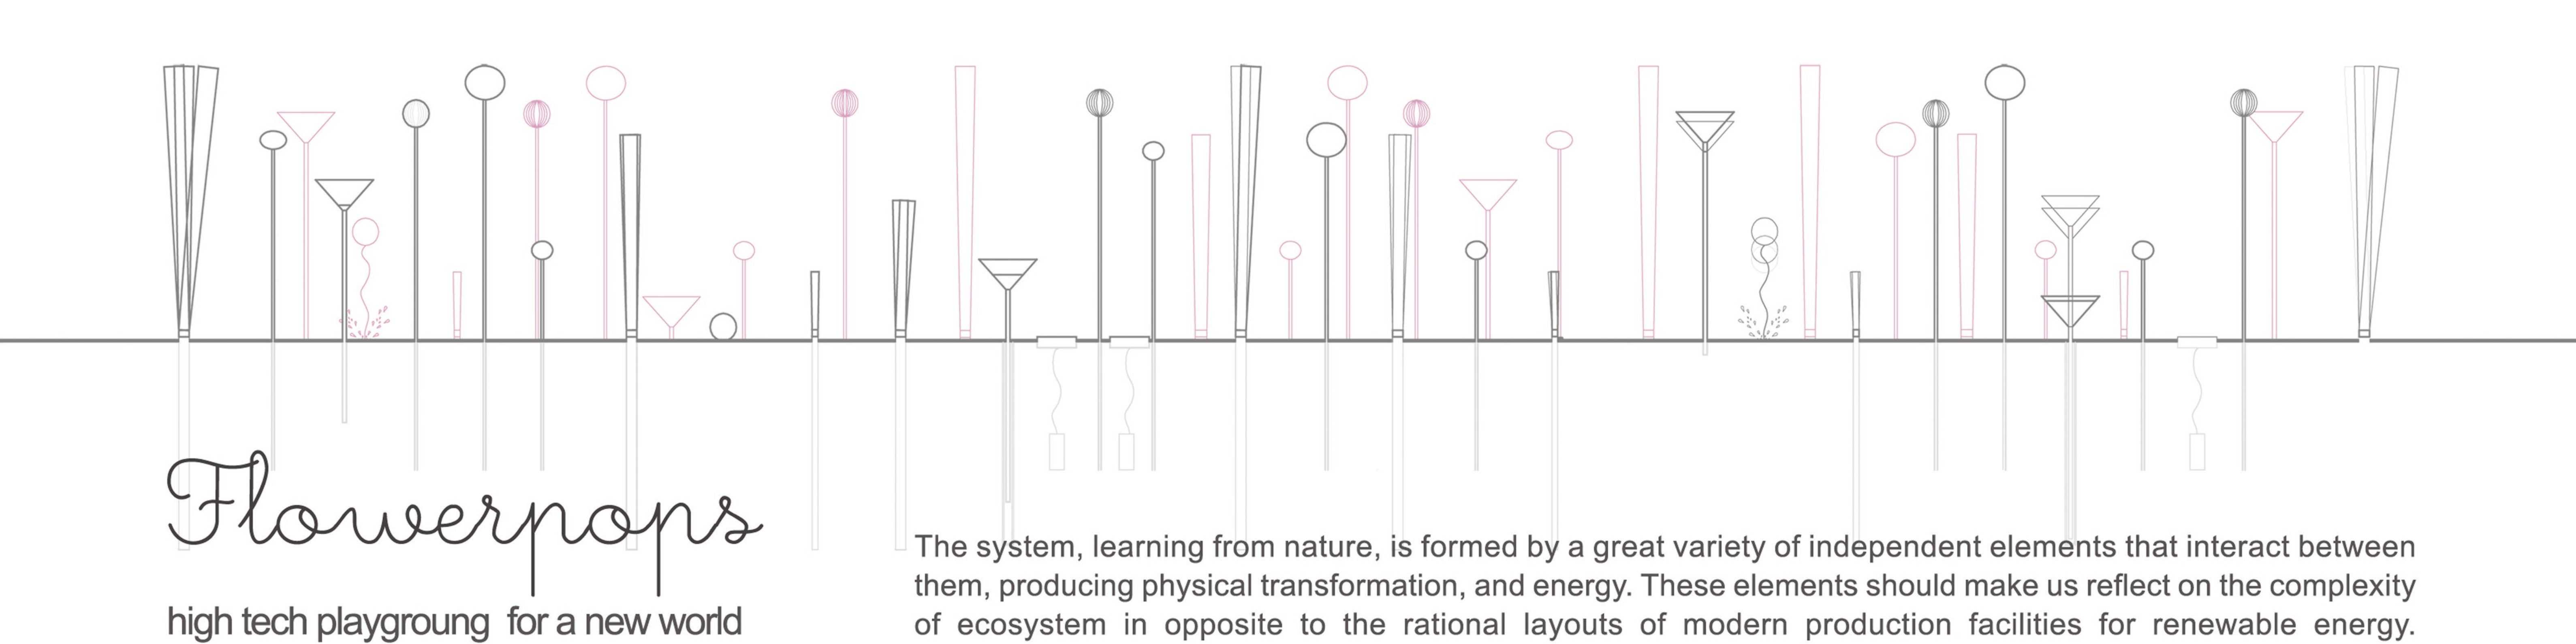 Flowerpops
high tech playgroung for a new world
The system, learning from nature, is formed by a great variety of independent elements that interact between
them, producing physical transformation, and energy. These elements should make us reflect on the complexity
of ecosystem in opposite to the rational layouts of modern production facilities for renewable energy.